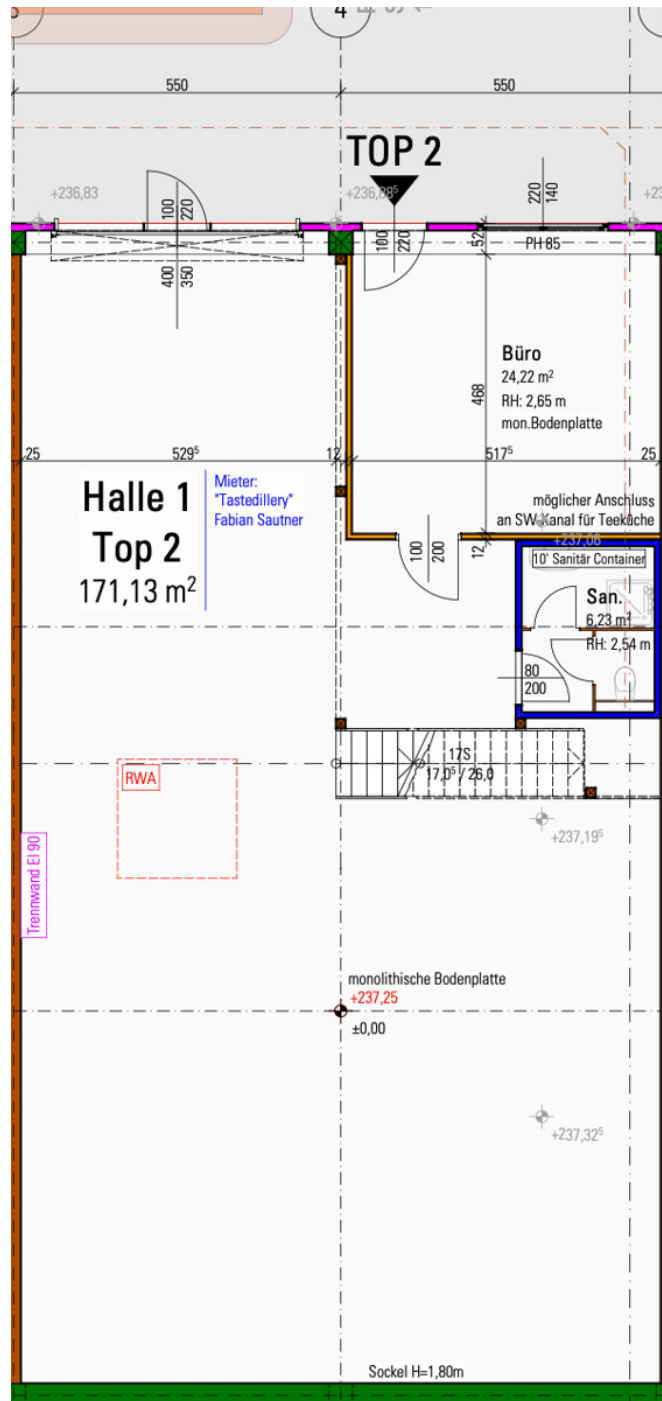 4
550
550
TOP 2
+236,83
100
220
+236,88⁵
100
220
220
140
52
PH 85
400
350
Büro
24,22 m²
RH: 2,65 m
mon.Bodenplatte
468
25
529⁵
12
517⁵
25
Halle 1
Top 2
171,13 m²
Mieter:
"Tastedillery"
Fabian Sautner
möglicher Anschluss
an SW-Kanal für Teeküche
+237,06
100
200
12
10' Sanitär Container
San.
6,23 m²
RH: 2,54 m
80
200
17S
17,0⁵ / 26,0
RWA
+237,19⁵
Trennwand EI 90
monolithische Bodenplatte
+237,25
±0,00
+237,32⁵
Sockel H=1,80m